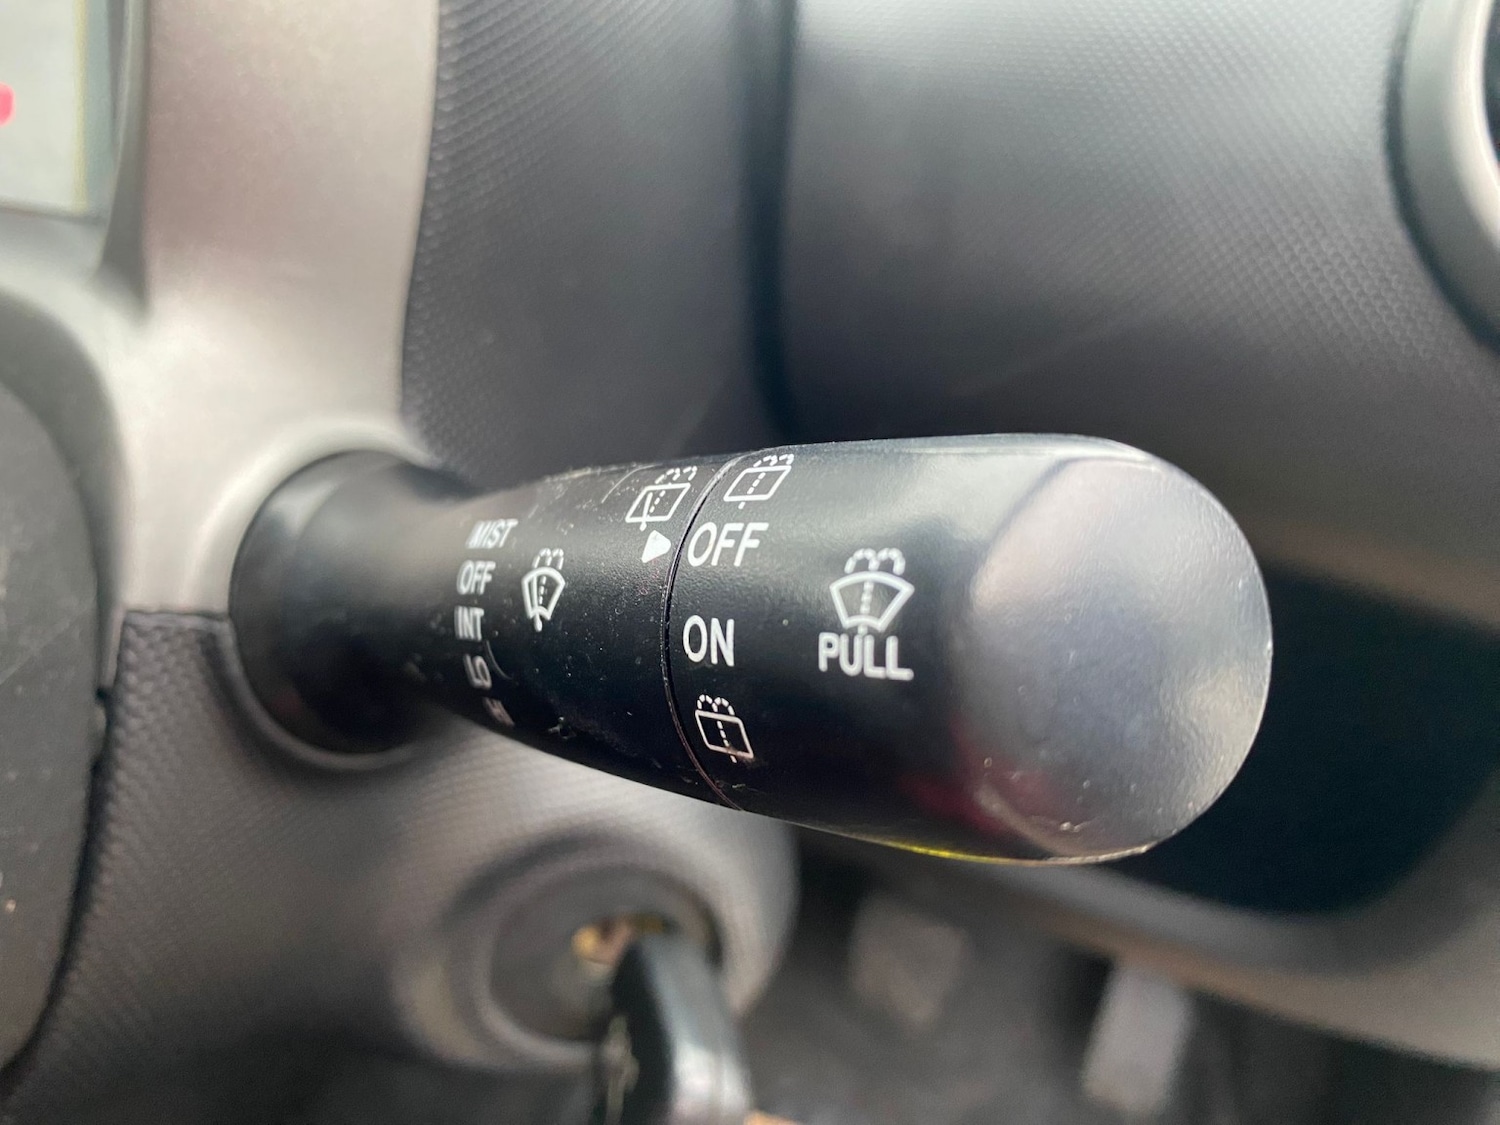 MIST
OFF
INT
LO
HI
OFF
ON
PULL